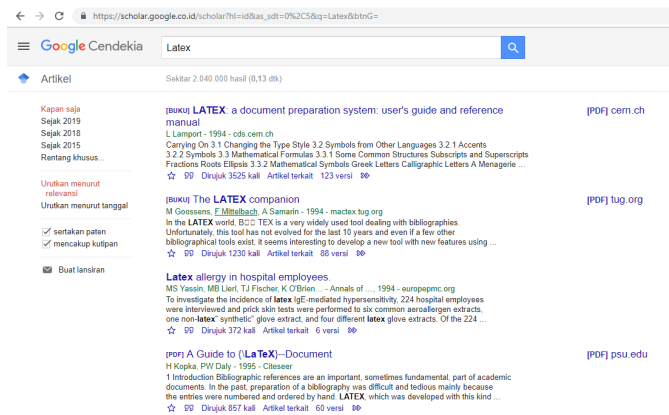 https://scholar.google.co.id/scholar?hl=id&as_sdt=0%2C5&q=Latex&btnG=
Google Cendekia
Latex
Artikel
Sekitar 2.040.000 hasil (0,13 dtk)
Kapan saja
Sejak 2019
Sejak 2018
Sejak 2015
Rentang khusus...
Urutkan menurut
relevansi
Urutkan menurut tanggal
sertakan paten
mencakup kutipan
Buat lansiran
[BUKU] LATEX: a document preparation system: user's guide and reference
manual
[PDF] cern.ch
L Lamport - 1994 - cds.cern.ch
Carrying On 3.1 Changing the Type Style 3.2 Symbols from Other Languages 3.2.1 Accents
3.2.2 Symbols 3.3 Mathematical Formulas 3.3.1 Some Common Structures Subscripts and Superscripts
Fractions Roots Ellipsis 3.3.2 Mathematical Symbols Greek Letters Calligraphic Letters A Menagerie ...
Dirujuk 3525 kali Artikel terkait 123 versi
[BUKU] The LATEX companion
[PDF] tug.org
M Goossens, F Mittelbach, A Samarin - 1994 - mactex.tug.org
In the LATEX world, B□□ TEX is a very widely used tool dealing with bibliographies.
Unfortunately, this tool has not evolved for the last 10 years and even if a few other
bibliographical tools exist, it seems interesting to develop a new tool with new features using ...
Dirujuk 1230 kali Artikel terkait 88 versi
Latex allergy in hospital employees.
MS Yassin, MB Lierl, TJ Fischer, K O'Brien... - Annals of ..., 1994 - europepmc.org
To investigate the incidence of latex IgE-mediated hypersensitivity, 224 hospital employees
were interviewed and prick skin tests were performed to six common aeroallergen extracts,
one non-latex" synthetic" glove extract, and four different latex glove extracts. Of the 224 ...
Dirujuk 372 kali Artikel terkait 6 versi
[PDF] A Guide to {\LaTeX}--Document
[PDF] psu.edu
H Kopka, PW Daly - 1995 - Citeseer
1 Introduction Bibliographic references are an important, sometimes fundamental, part of academic
documents. In the past, preparation of a bibliography was difficult and tedious mainly because
the entries were numbered and ordered by hand. LATEX, which was developed with this kind ...
Dirujuk 857 kali Artikel terkait 60 versi